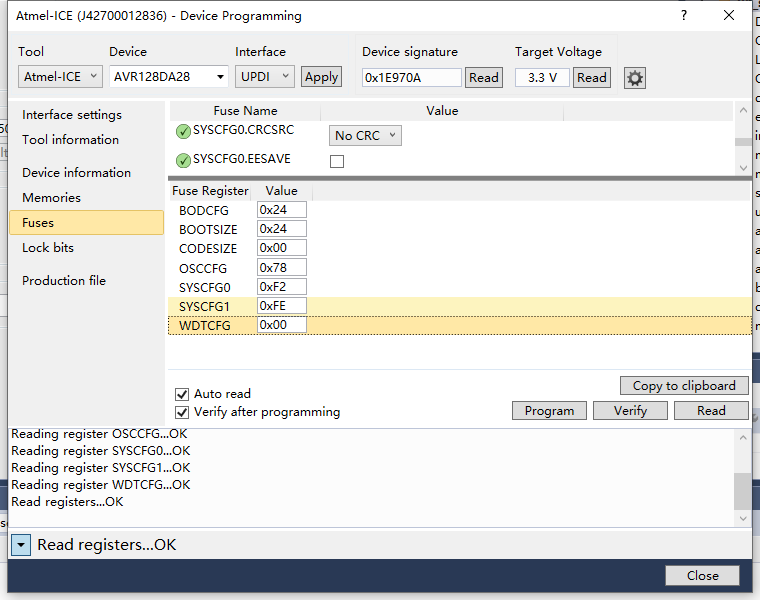 Atmel-ICE (J42700012836) - Device Programming
Tool Device Interface Device signature Target Voltage
Atmel-ICE AVR128DA28 UPDI Apply 0x1E970A Read 3.3 V Read
Interface settings
Tool information
Device information
Memories
Fuses
Lock bits
Production file
Fuse Name Value
SYSCFG0.CRCSRC No CRC
SYSCFG0.EESAVE
Fuse Register Value
BODCFG 0x24
BOOTSIZE 0x24
CODESIZE 0x00
OSCCFG 0x78
SYSCFG0 0xF2
SYSCFG1 0xFE
WDTCFG 0x00
Copy to clipboard
Auto read
Verify after programming
Program Verify Read
Reading register OSCCFG...OK
Reading register SYSCFG0...OK
Reading register SYSCFG1...OK
Reading register WDTCFG...OK
Read registers...OK
Read registers...OK
Close